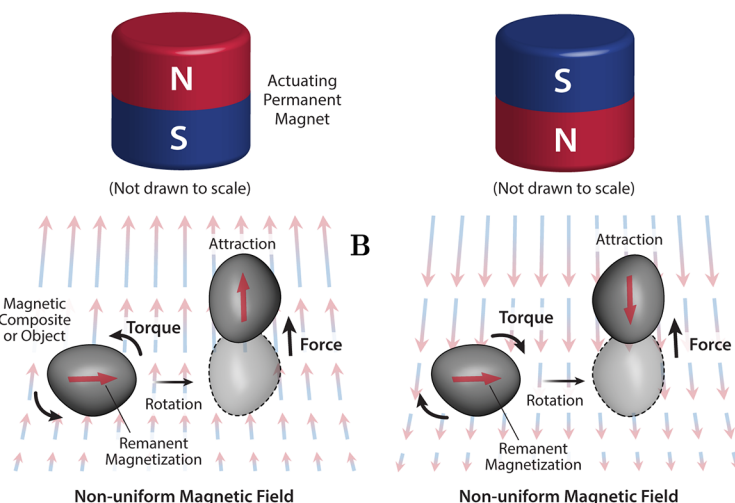 N
S
Actuating
Permanent
Magnet
(Not drawn to scale)
Attraction
Magnetic
Composite
or Object
Torque
Force
Rotation
Remanent
Magnetization
Non-uniform Magnetic Field
B
S
N
(Not drawn to scale)
Attraction
Torque
Force
Rotation
Remanent
Magnetization
Non-uniform Magnetic Field